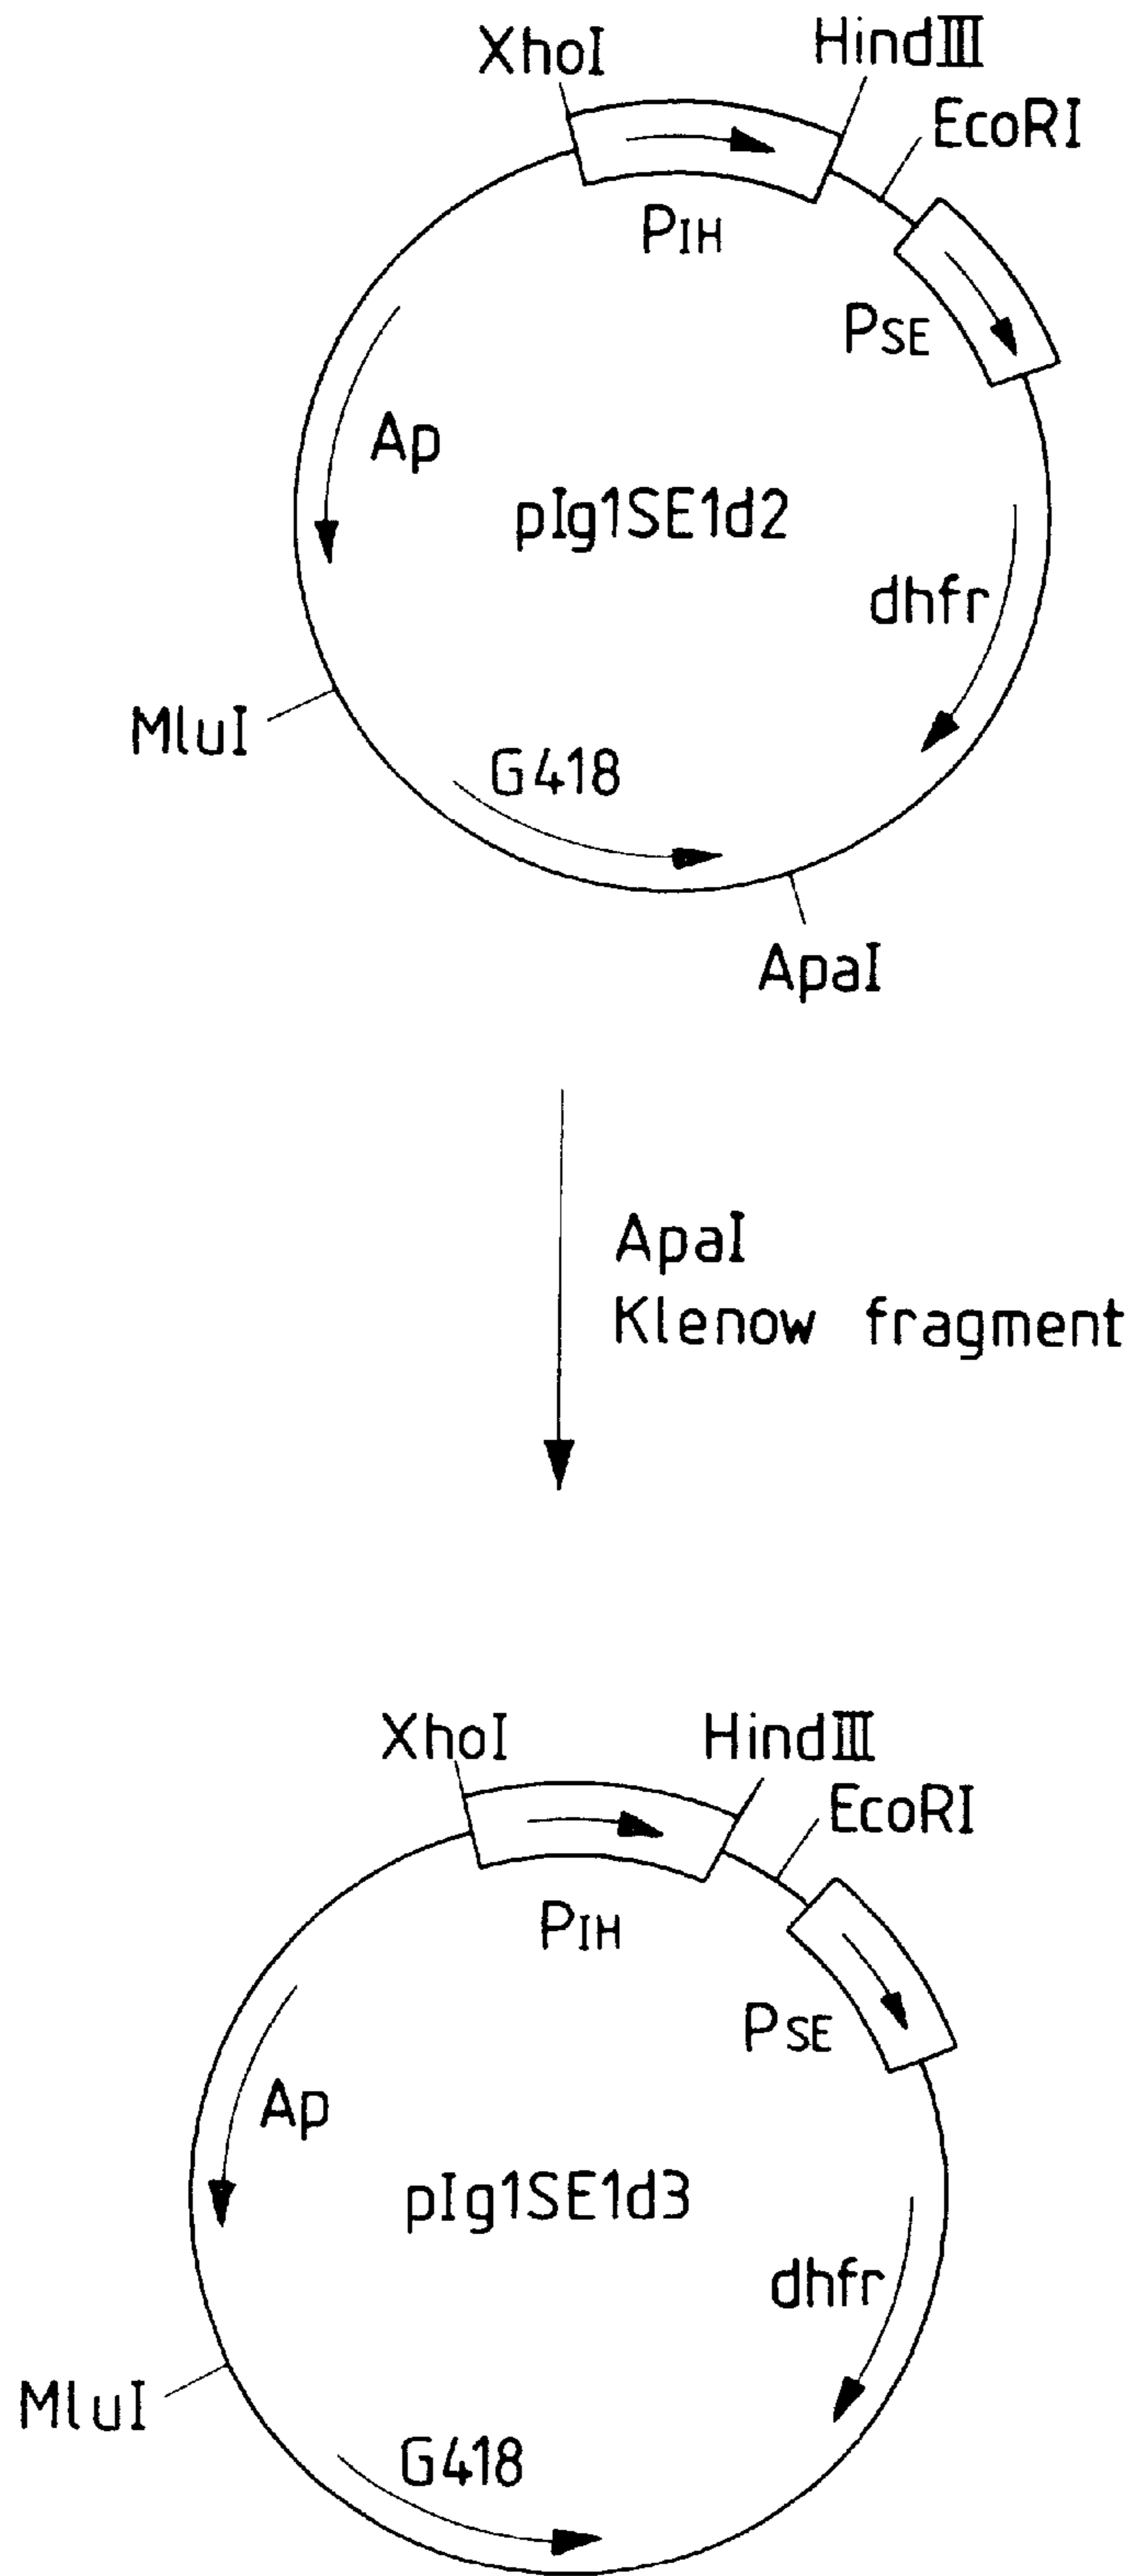 XhoI
HindⅢ
EcoRI
PIH
PSE
Ap
pIg1SE1d2
dhfr
MluI
G418
ApaI
ApaI
Klenow fragment
XhoI
HindⅢ
EcoRI
PIH
PSE
Ap
pIg1SE1d3
dhfr
MluI
G418